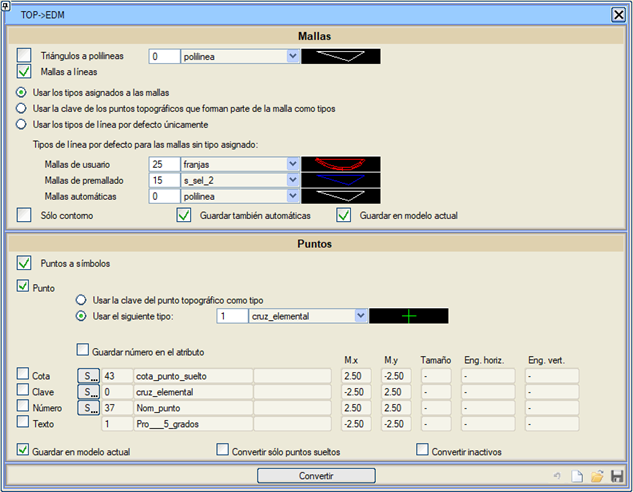 TOP->EDM
Mallas
Triángulos a polilineas 0 polilinea
Mallas a líneas
Usar los tipos asignados a las mallas
Usar la clave de los puntos topográficos que forman parte de la malla como tipos
Usar los tipos de línea por defecto únicamente
Tipos de línea por defecto para las mallas sin tipo asignado:
Mallas de usuario 25 franjas
Mallas de premallado 15 s_sel_2
Mallas automáticas 0 polilinea
Sólo contorno Guardar también automáticas Guardar en modelo actual
Puntos
Puntos a símbolos
Punto
Usar la clave del punto topográfico como tipo
Usar el siguiente tipo: 1 cruz_elemental
Guardar número en el atributo
M.x M.y Tamaño Eng. horiz. Eng. vert.
Cota S... 43 cota_punto_suelto 2.50 -2.50 - - -
Clave S... 0 cruz_elemental -2.50 -2.50 - - -
Número S... 37 Nom_punto 2.50 2.50 - - -
Texto 1 Pro___5_grados -2.50 2.50 - - -
Guardar en modelo actual Convertir sólo puntos sueltos Convertir inactivos
Convertir